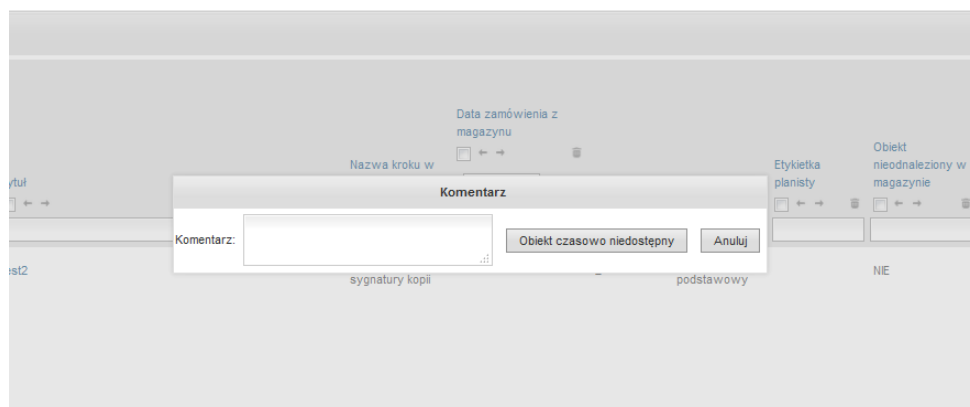 Data zamówienia z
magazynu
Nazwa kroku w
Etykietka
planisty
Obiekt
nieodnaleziony w
magazynie
ytuł
Komentarz
Komentarz:
Obiekt czasowo niedostępny
Anuluj
est2
sygnatury kopii
podstawowy
NIE